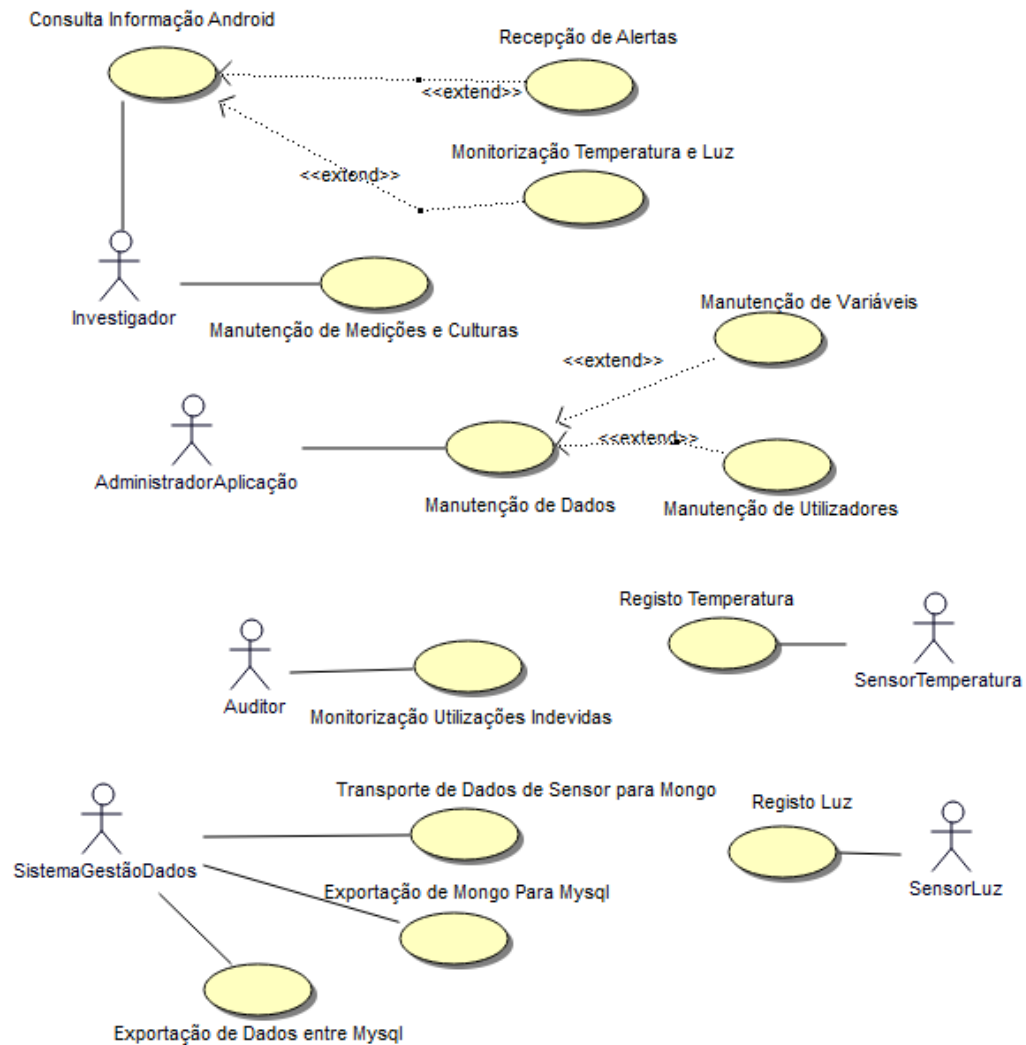 Consulta Informação Android
Recepção de Alertas
<<extend>>
Monitorização Temperatura e Luz
<<extend>>
Investigador
Manutenção de Medições e Culturas
Manutenção de Variáveis
<<extend>>
AdministradorAplicação
<<extend>>
Manutenção de Dados
Manutenção de Utilizadores
Registo Temperatura
SensorTemperatura
Auditor
Monitorização Utilizações Indevidas
Transporte de Dados de Sensor para Mongo
Registo Luz
SistemaGestãoDados
Exportação de Mongo Para Mysql
SensorLuz
Exportação de Dados entre Mysql